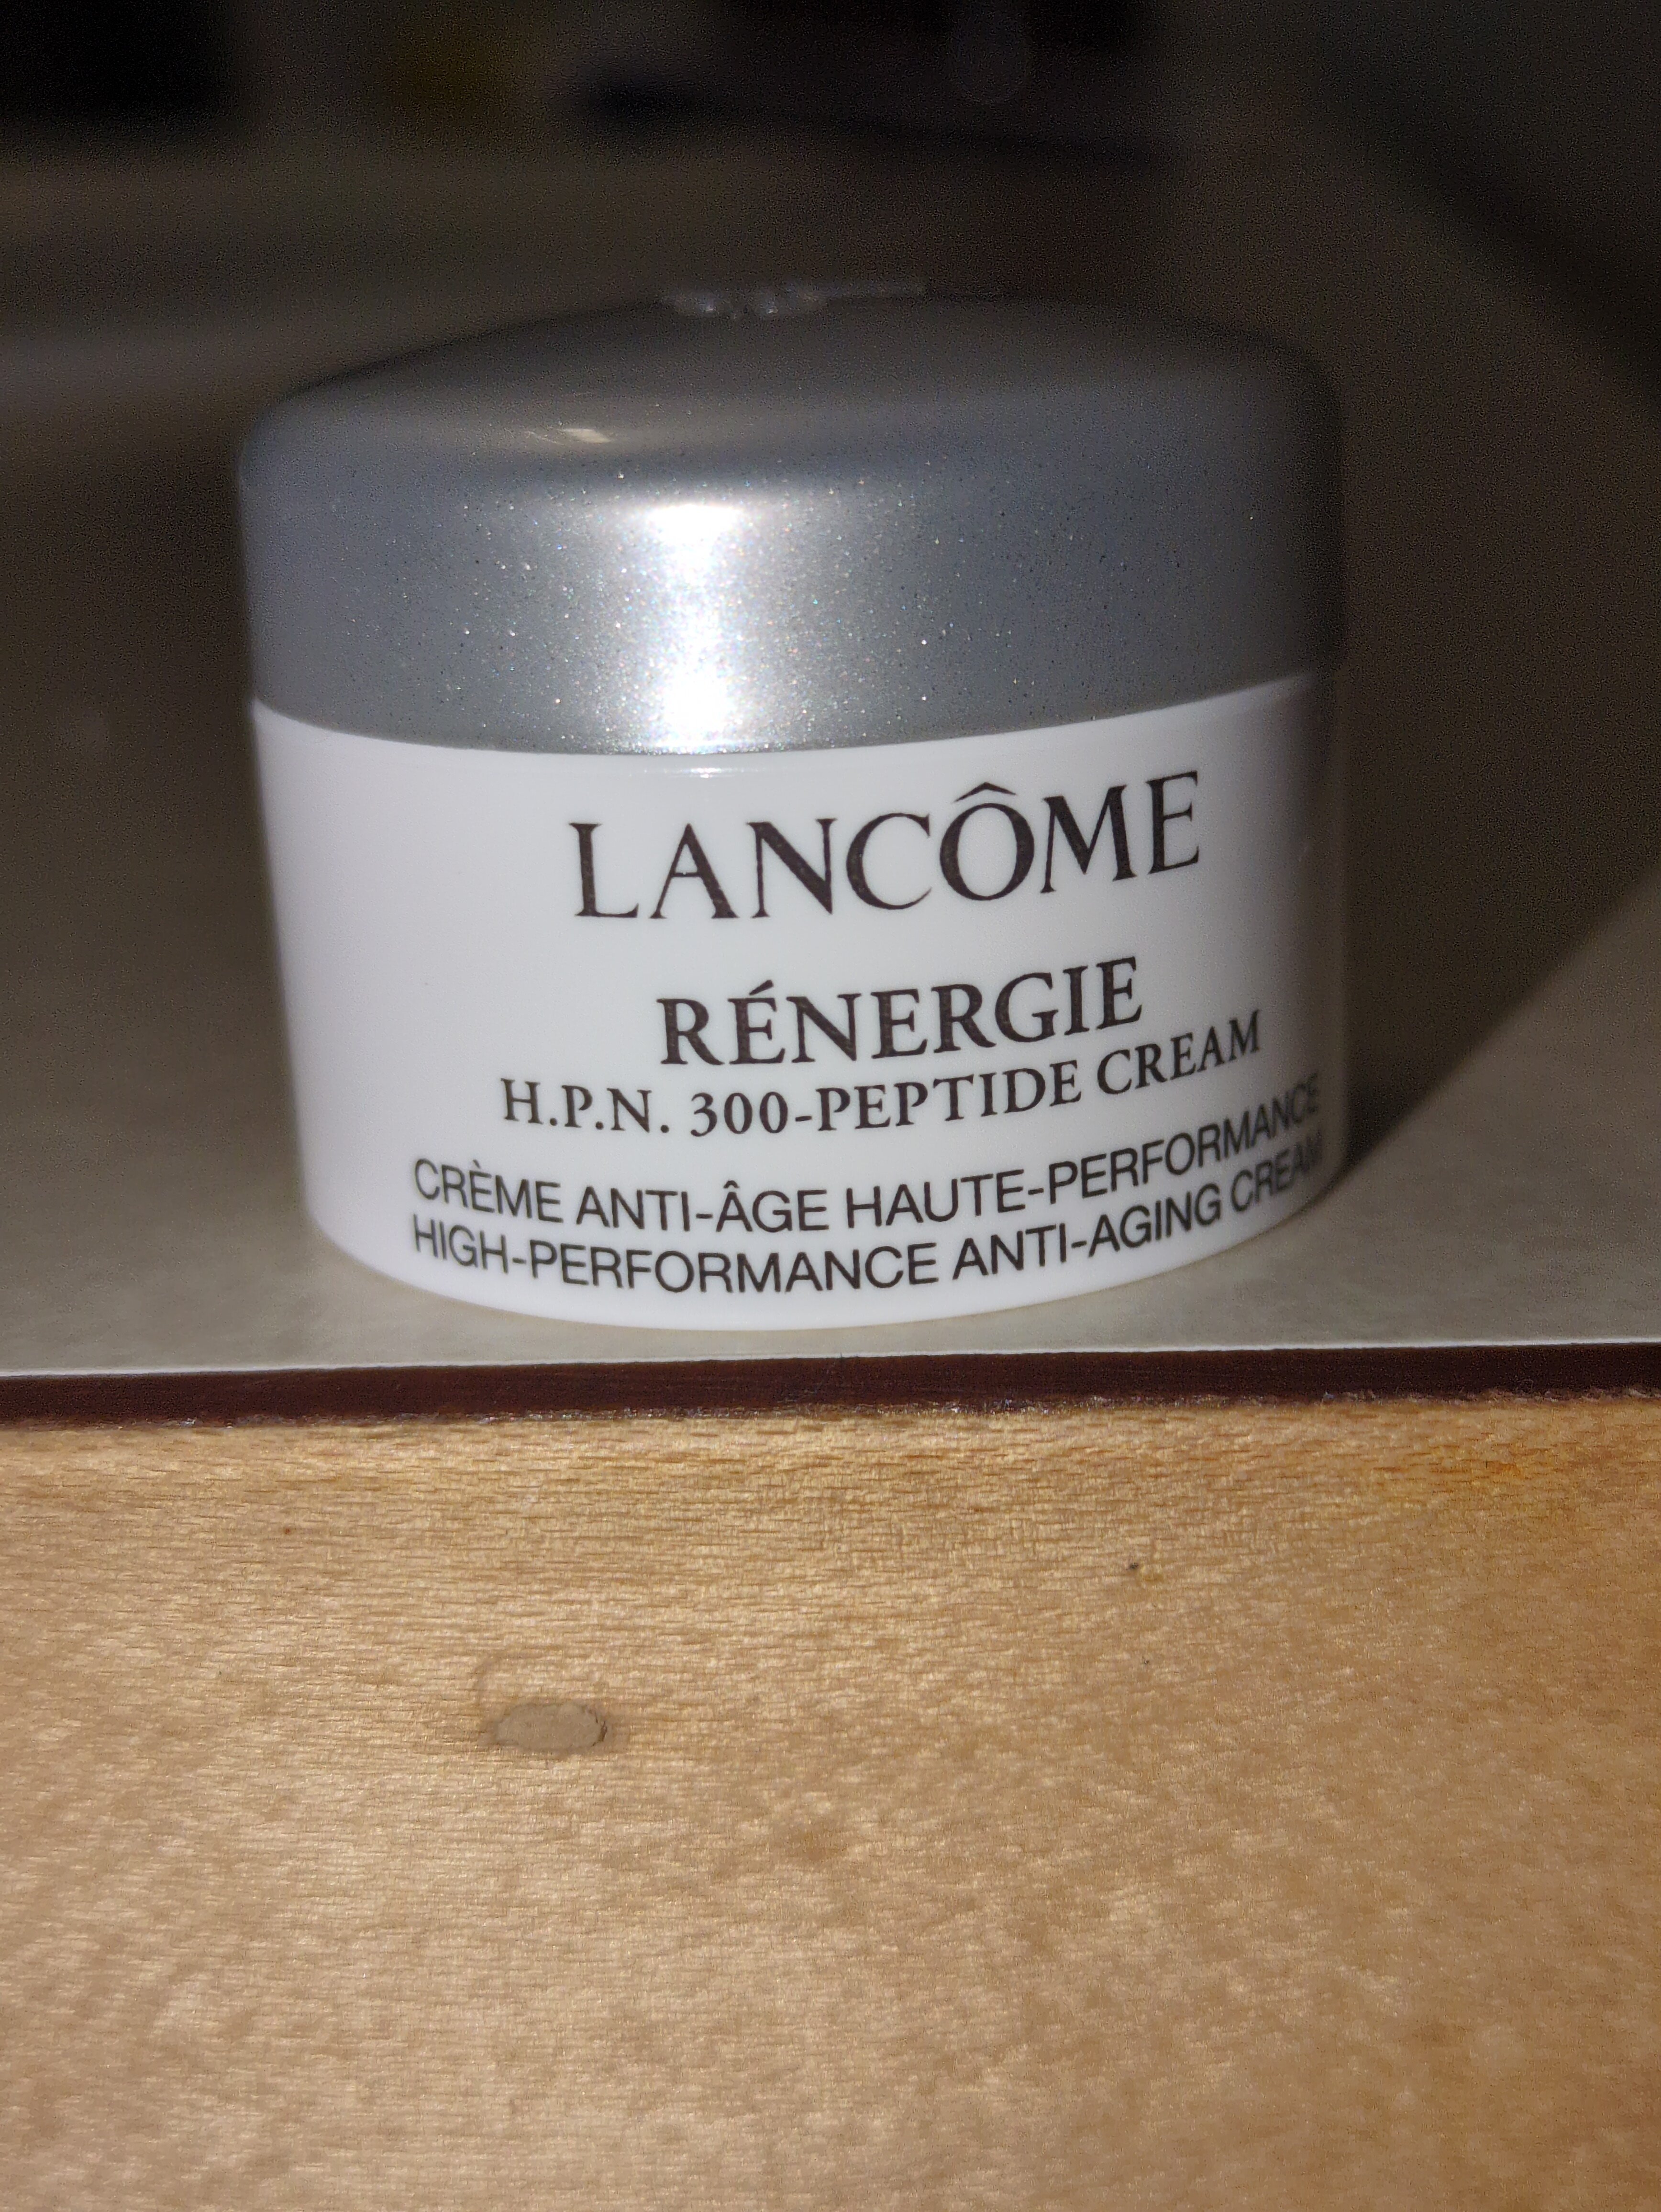 LANCÔME
RÉNERGIE
H.P.N. 300-PEPTIDE CREAM
CRÈME ANTI-ÂGE HAUTE-PERFORMANCE
HIGH-PERFORMANCE ANTI-AGING CREAM